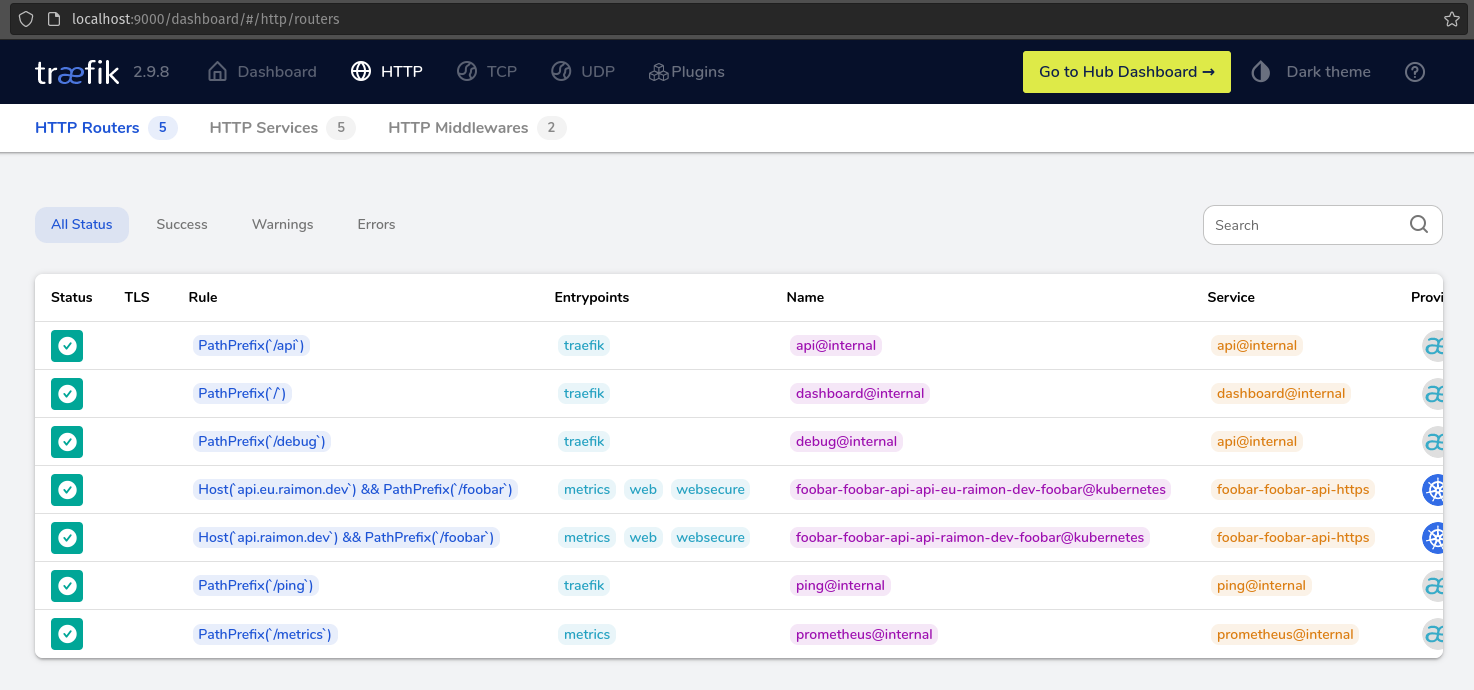 localhost:9000/dashboard/#/http/routers
træfik 2.9.8 Dashboard HTTP TCP UDP Plugins Go to Hub Dashboard → Dark theme ?
HTTP Routers 5 HTTP Services 5 HTTP Middlewares 2
All Status Success Warnings Errors Search
Status TLS Rule Entrypoints Name Service Provi
PathPrefix(`/api`) traefik api@internal api@internal æ
PathPrefix(`/`) traefik dashboard@internal dashboard@internal æ
PathPrefix(`/debug`) traefik debug@internal api@internal æ
Host(`api.eu.raimon.dev`) && PathPrefix(`/foobar`) metrics web websecure foobar-foobar-api-api-eu-raimon-dev-foobar@kubernetes foobar-foobar-api-https
Host(`api.raimon.dev`) && PathPrefix(`/foobar`) metrics web websecure foobar-foobar-api-api-raimon-dev-foobar@kubernetes foobar-foobar-api-https
PathPrefix(`/ping`) traefik ping@internal ping@internal æ
PathPrefix(`/metrics`) metrics prometheus@internal prometheus@internal æ